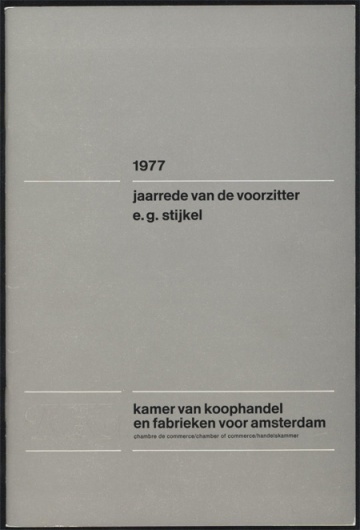 1977
jaarrede van de voorzitter
e.g. stijkel
kamer van koophandel
en fabrieken voor amsterdam
chambre de commerce/chamber of commerce/handelskammer